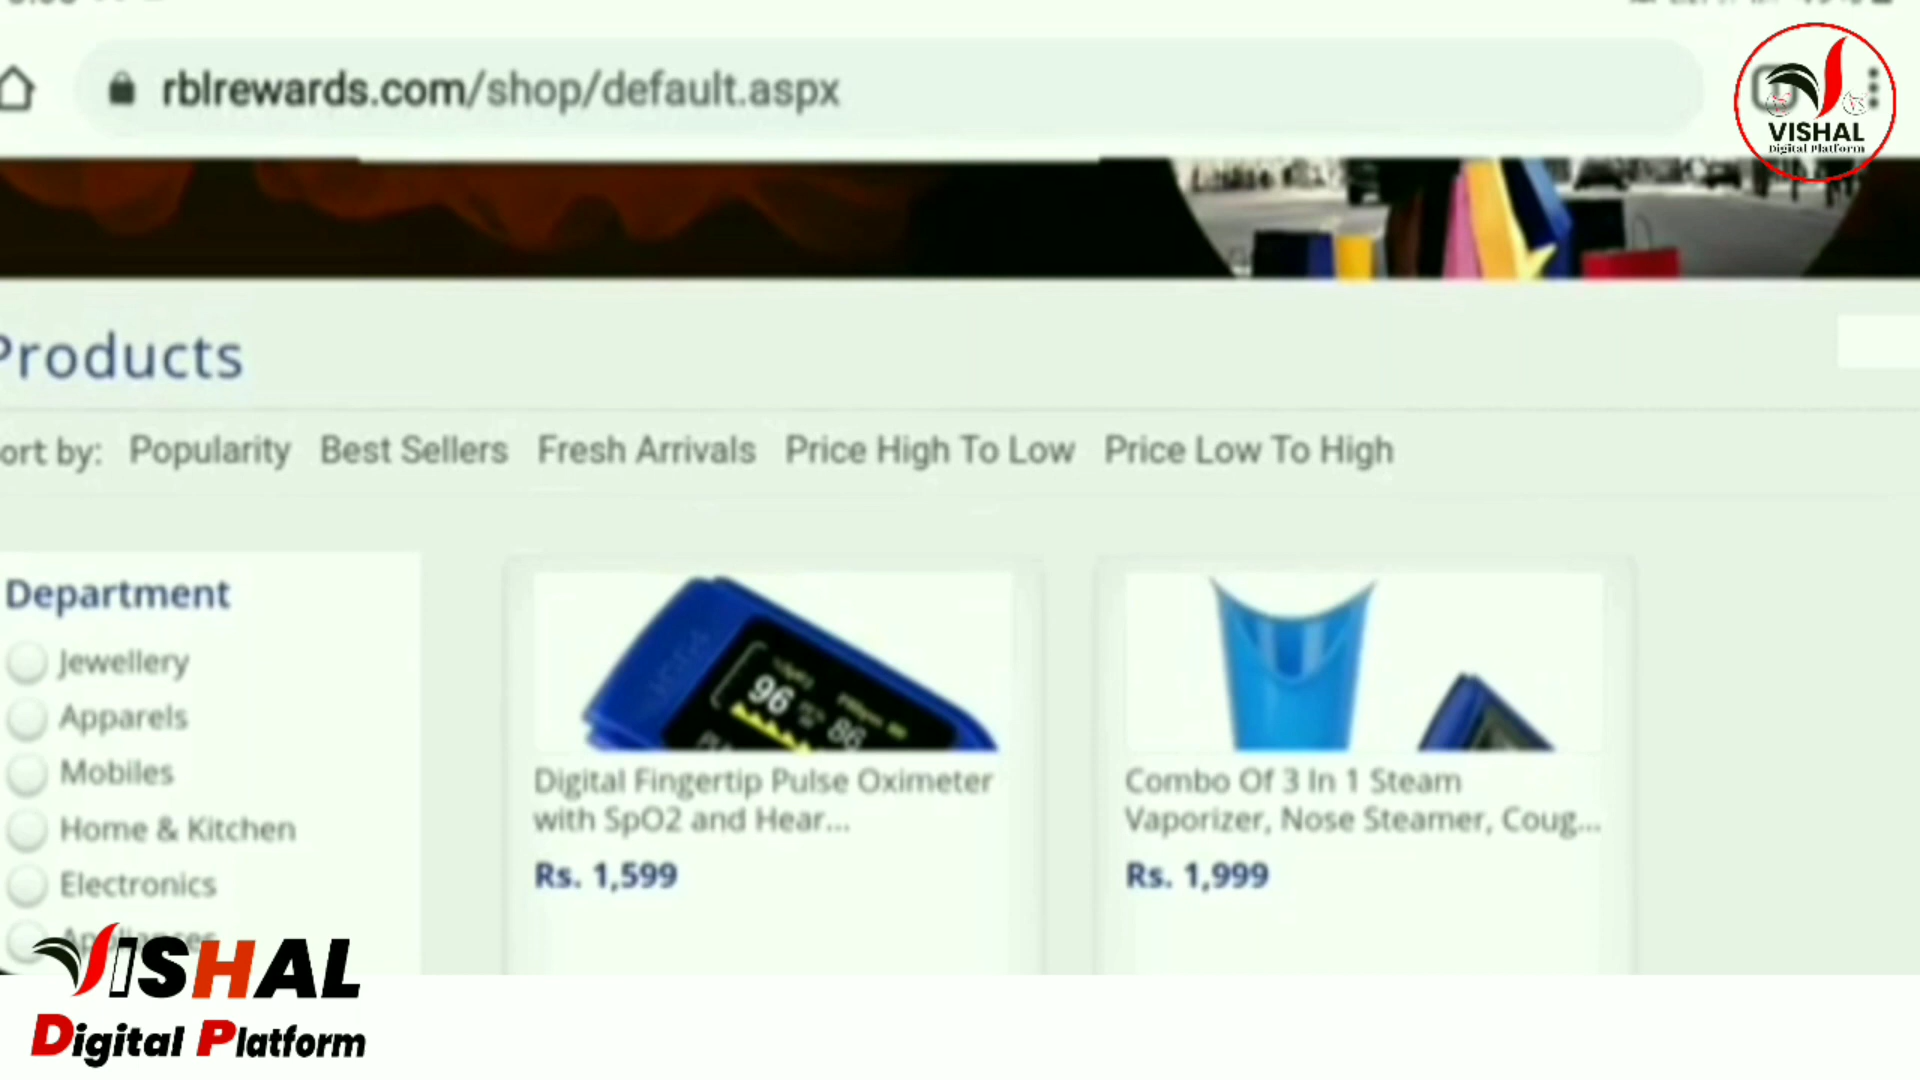 rblrewards.com/shop/default.aspx
VISHAL
Digital Platform
Products
ort by: Popularity Best Sellers Fresh Arrivals Price High To Low Price Low To High
Department
Jewellery
Apparels
Mobiles
Home & Kitchen
Electronics
Appliances
96
86
Digital Fingertip Pulse Oximeter
with SpO2 and Hear...
Rs. 1,599
Combo Of 3 In 1 Steam
Vaporizer, Nose Steamer, Coug...
Rs. 1,999
VISHAL
Digital Platform